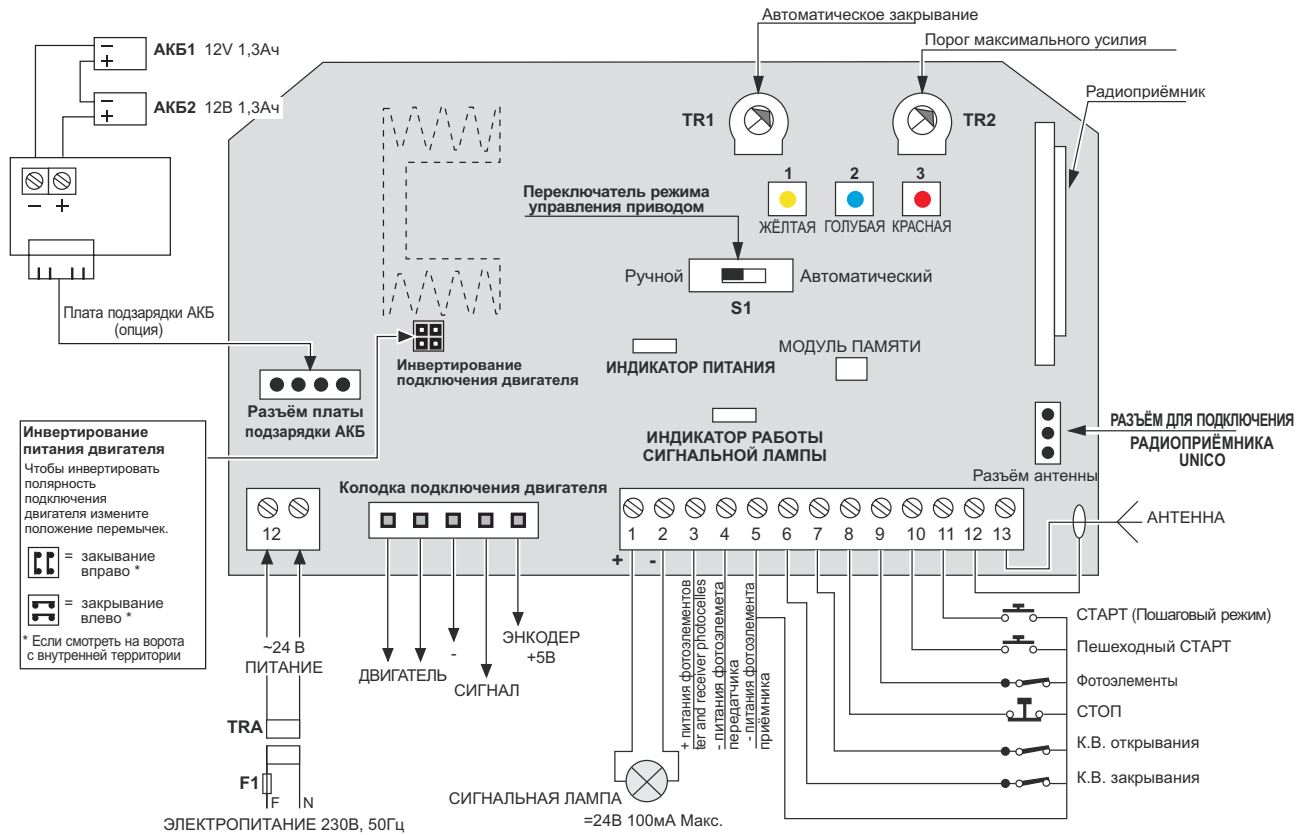 Автоматическое закрывание
Порог максимального усилия
Радиоприёмник
АКБ1 12V 1,3Ач
АКБ2 12В 1,3Ач
– +
– +
– +
TR1
TR2
1 2 3
ЖЁЛТАЯ ГОЛУБАЯ КРАСНАЯ
Переключатель режима
управления приводом
Ручной
Автоматический
S1
Плата подзарядки АКБ
(опция)
Инвертирование
подключения двигателя
ИНДИКАТОР ПИТАНИЯ
МОДУЛЬ ПАМЯТИ
Разъём платы
подзарядки АКБ
ИНДИКАТОР РАБОТЫ
СИГНАЛЬНОЙ ЛАМПЫ
РАЗЪЁМ ДЛЯ ПОДКЛЮЧЕНИЯ
РАДИОПРИЁМНИКА
UNICO
Разъём антенны
Инвертирование
питания двигателя
Чтобы инвертировать
полярность
подключения
двигателя измените
положение перемычек.
= закывание
вправо *
= закрывание
влево *
* Если смотреть на ворота
с внутренней территории
12
Колодка подключения двигателя
1 2 3 4 5 6 7 8 9 10 11 12 13
+ -
АНТЕННА
~24 В
ПИТАНИЕ
ДВИГАТЕЛЬ
-
СИГНАЛ
ЭНКОДЕР
+5В
+ питания фотоэлементов
ter and receiver photocelles
- питания фотоэлемета
передатчика
- питания фотоэлемента
приёмника
СТАРТ (Пошаговый режим)
Пешеходный СТАРТ
Фотоэлементы
СТОП
К.В. открывания
К.В. закрывания
TRA
F1
F N
ЭЛЕКТРОПИТАНИЕ 230В, 50Гц
СИГНАЛЬНАЯ ЛАМПА
=24В 100мА Макс.